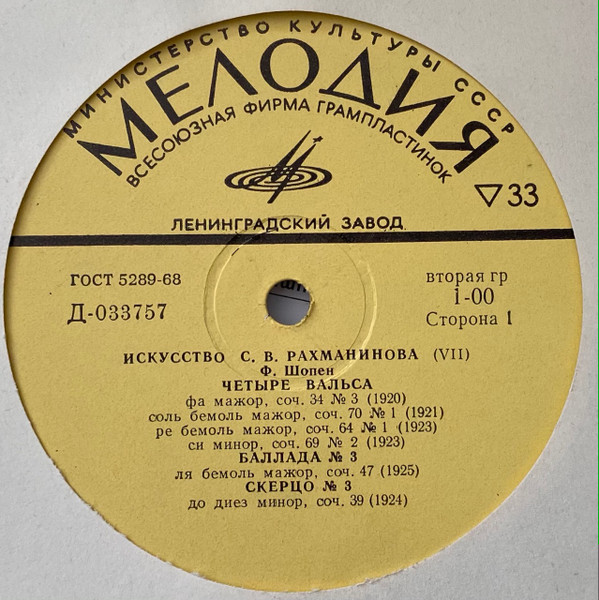 МИНИСТЕРСТВО КУЛЬТУРЫ СССР
МЕЛОДИЯ
ВСЕСОЮЗНАЯ ФИРМА ГРАМПЛАСТИНОК
▽33
ЛЕНИНГРАДСКИЙ ЗАВОД
ГОСТ 5289-68
Д-033757
вторая гр
1-00
Сторона 1
ИСКУССТВО С. В. РАХМАНИНОВА (VII)
Ф. Шопен
ЧЕТЫРЕ ВАЛЬСА
фа мажор, соч. 34 № 3 (1920)
соль бемоль мажор, соч. 70 № 1 (1921)
ре бемоль мажор, соч. 64 № 1 (1923)
си минор, соч. 69 № 2 (1923)
БАЛЛАДА № 3
ля бемоль мажор, соч. 47 (1925)
СКЕРЦО № 3
до диез минор, соч. 39 (1924)